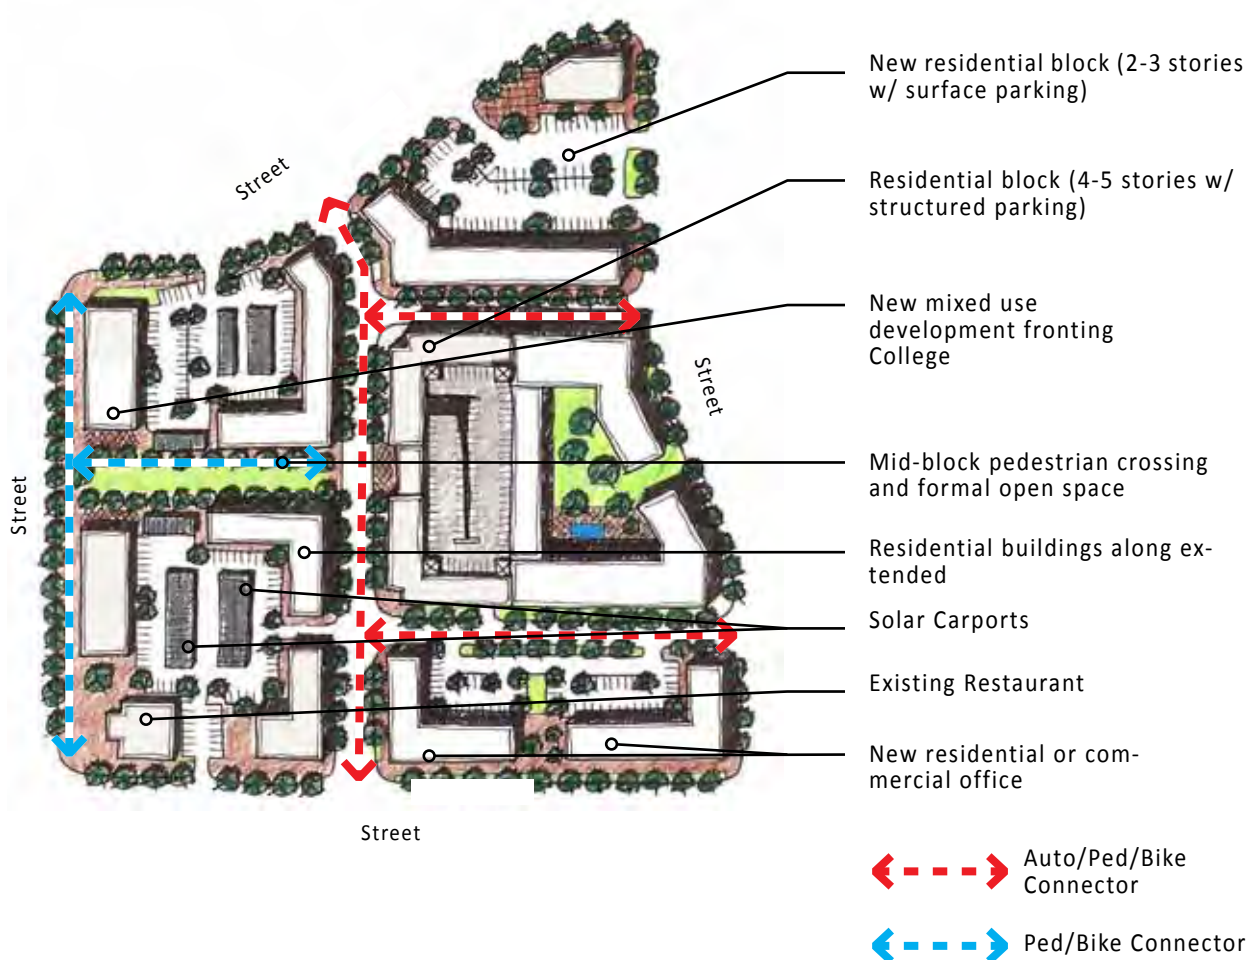 New residential block (2-3 stories
w/ surface parking)
Street
Residential block (4-5 stories w/
structured parking)
New mixed use
development fronting
College
Street
Mid-block pedestrian crossing
and formal open space
Street
Residential buildings along ex-
tended
Solar Carports
Existing Restaurant
New residential or com-
mercial office
Street
Auto/Ped/Bike
Connector
Ped/Bike Connector